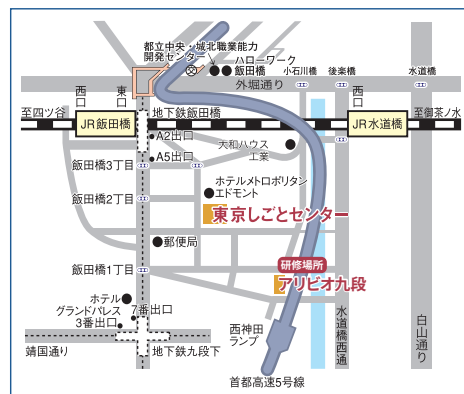 都立中央・城北職業能力
開発センター
ハローワーク
飯田橋
小石川橋
後楽橋
水道橋
外堀通り
西口
東口
西口
至四ツ谷
JR飯田橋
地下鉄飯田橋
JR水道橋
至御茶ノ水
A2出口
大和ハウス
工業
A5出口
飯田橋3丁目
ホテルメトロポリタン
エドモント
飯田橋2丁目
東京しごとセンター
郵便局
研修場所
飯田橋1丁目
アリビオ九段
ホテル
グランドパレス
7番出口
3番出口
西神田
ランプ
水道橋西通り
白山通り
靖国通り
地下鉄九段下
首都高速5号線